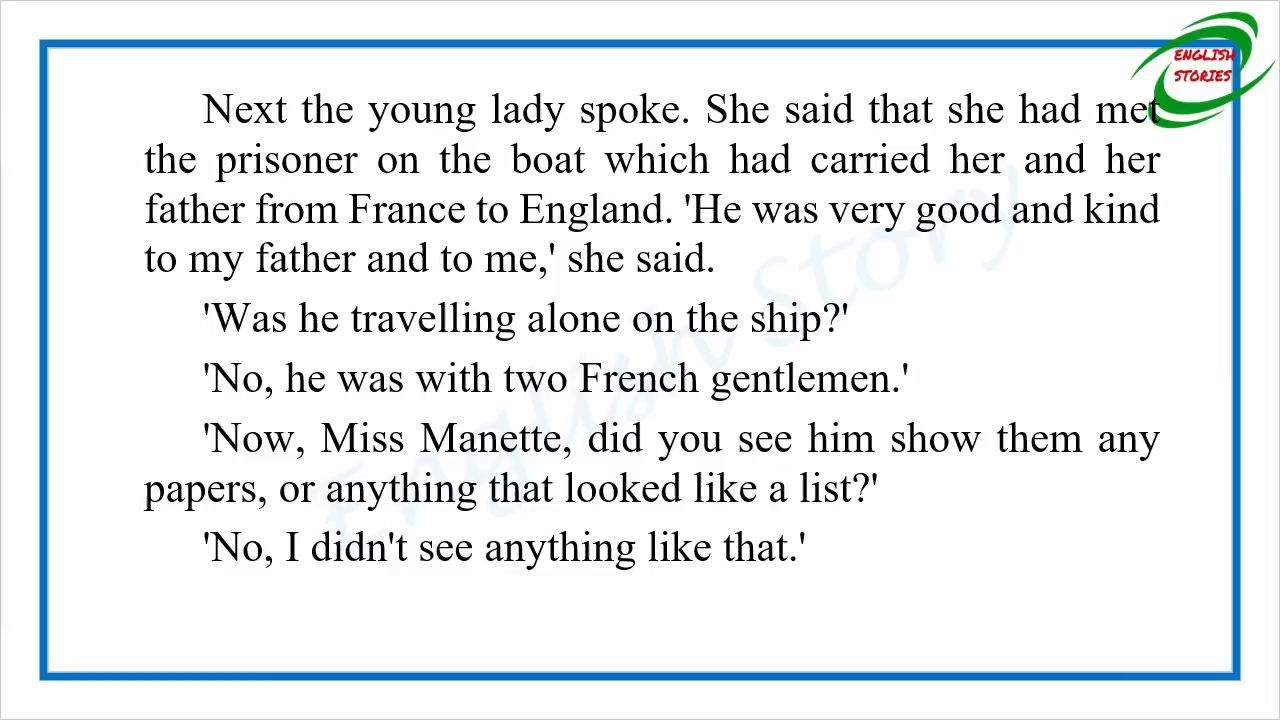 ENGLISH
STORIES
Next the young lady spoke. She said that she had met
the prisoner on the boat which had carried her and her
father from France to England. 'He was very good and kind
to my father and to me,' she said.
'Was he travelling alone on the ship?'
'No, he was with two French gentlemen.'
'Now, Miss Manette, did you see him show them any
papers, or anything that looked like a list?'
'No, I didn't see anything like that.'
English Story